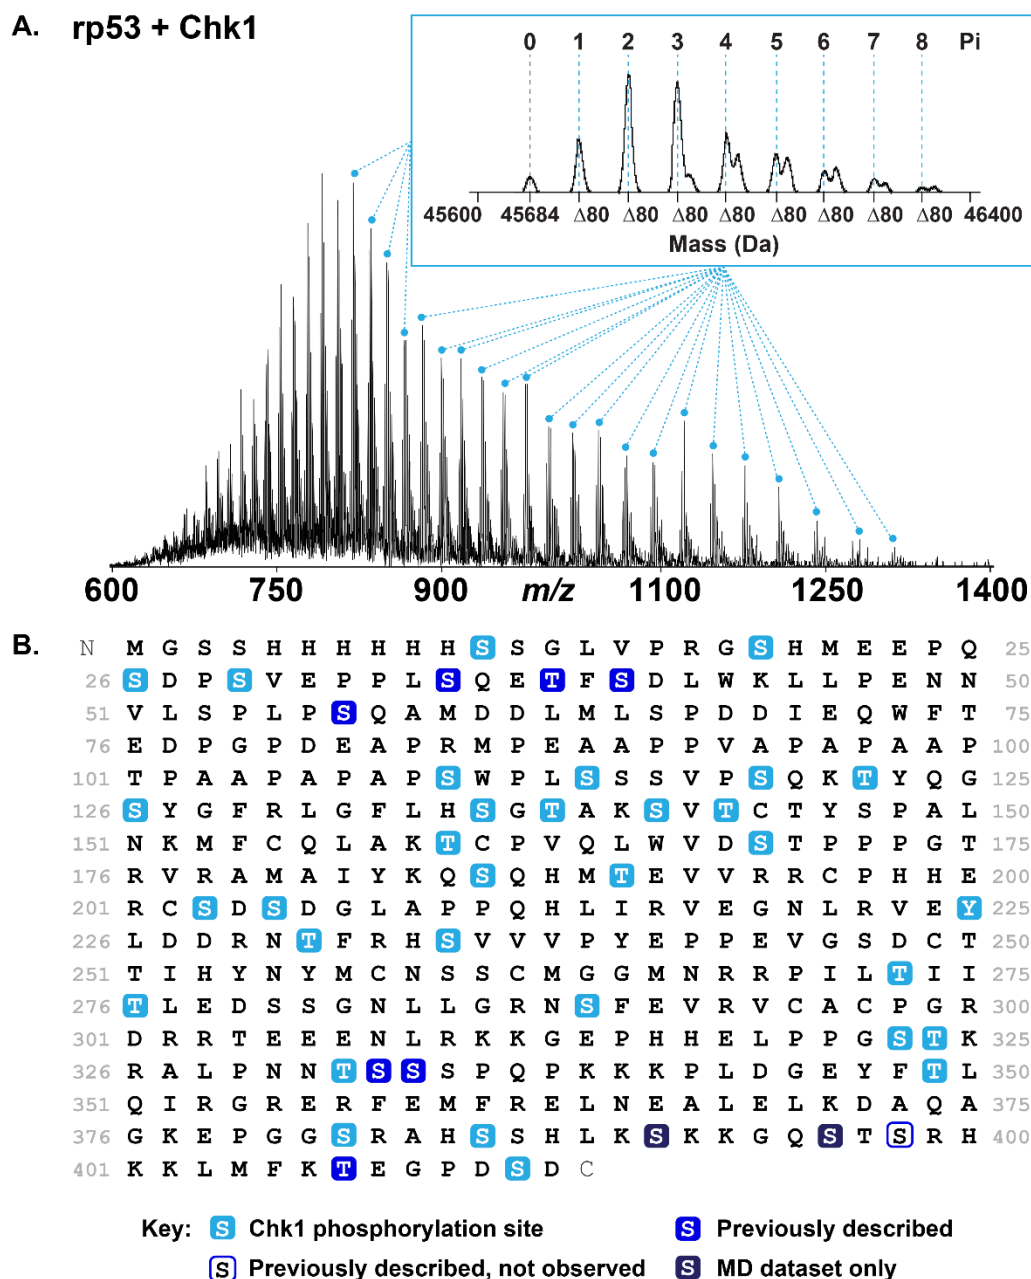 A. rp53 + Chk1
0 1 2 3 4 5 6 7 8 Pi
45600 45684 Δ80 Δ80 Δ80 Δ80 Δ80 Δ80 Δ80 Δ80 46400
Mass (Da)
600 750 900 m/z 1100 1250 1400
B. N M G S S H H H H H H S S G L V P R G S H M E E P Q 25
26 S D P S V E P P L S Q E T F S D L W K L L P E N N 50
51 V L S P L P S Q A M D D L M L S P D D I E Q W F T 75
76 E D P G P D E A P R M P E A A P P V A P A P A A P 100
101 T P A A P A P A P S W P L S S S V P S Q K T Y Q G 125
126 S Y G F R L G F L H S G T A K S V T C T Y S P A L 150
151 N K M F C Q L A K T C P V Q L W V D S T P P P G T 175
176 R V R A M A I Y K Q S Q H M T E V V R R C P H H E 200
201 R C S D S D G L A P P Q H L I R V E G N L R V E Y 225
226 L D D R N T F R H S V V V P Y E P P E V G S D C T 250
251 T I H Y N Y M C N S S C M G G M N R R P I L T I I 275
276 T L E D S S G N L L G R N S F E V R V C A C P G R 300
301 D R R T E E E N L R K K G E P H H E L P P G S T K 325
326 R A L P N N T S S S P Q P K K K P L D G E Y F T L 350
351 Q I R G R E R F E M F R E L N E A L E L K D A Q A 375
376 G K E P G G S R A H S S H L K S K K G Q S T S R H 400
401 K K L M F K T E G P D S D C
Key: S Chk1 phosphorylation site S Previously described
S Previously described, not observed S MD dataset only